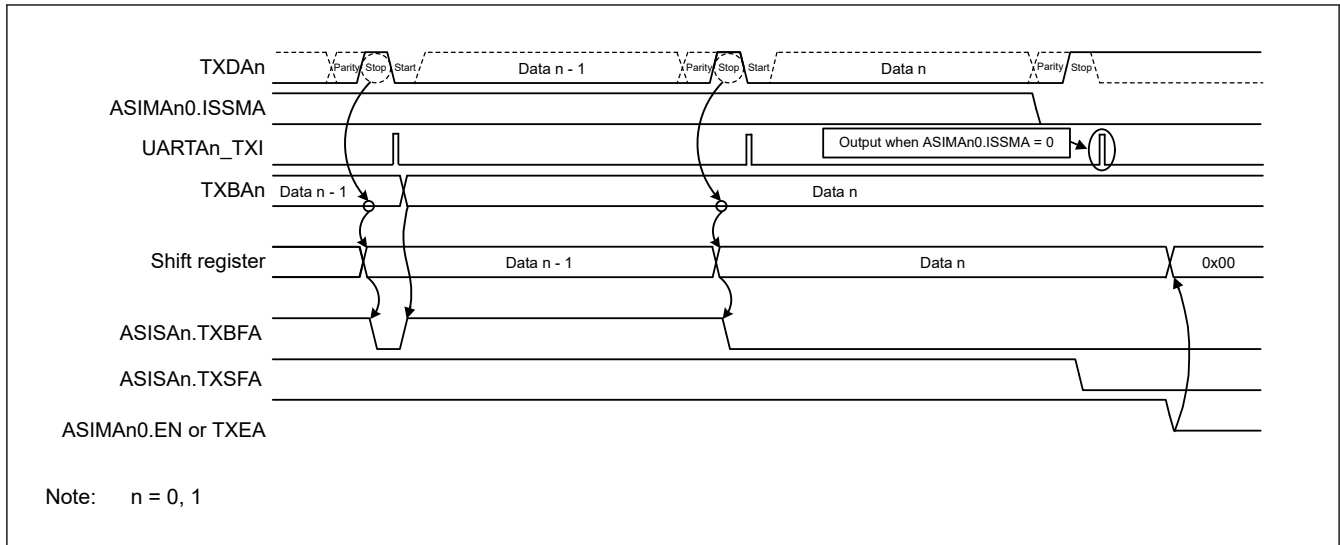 TXDAn Parity Stop Start Data n - 1 Parity Stop Start Data n Parity Stop
ASIMAn0.ISSMA
UARTAn_TXI Output when ASIMAn0.ISSMA = 0
TXBAn Data n - 1 Data n
Shift register Data n - 1 Data n 0x00
ASISAn.TXBFA
ASISAn.TXSFA
ASIMAn0.EN or TXEA
Note: n = 0, 1